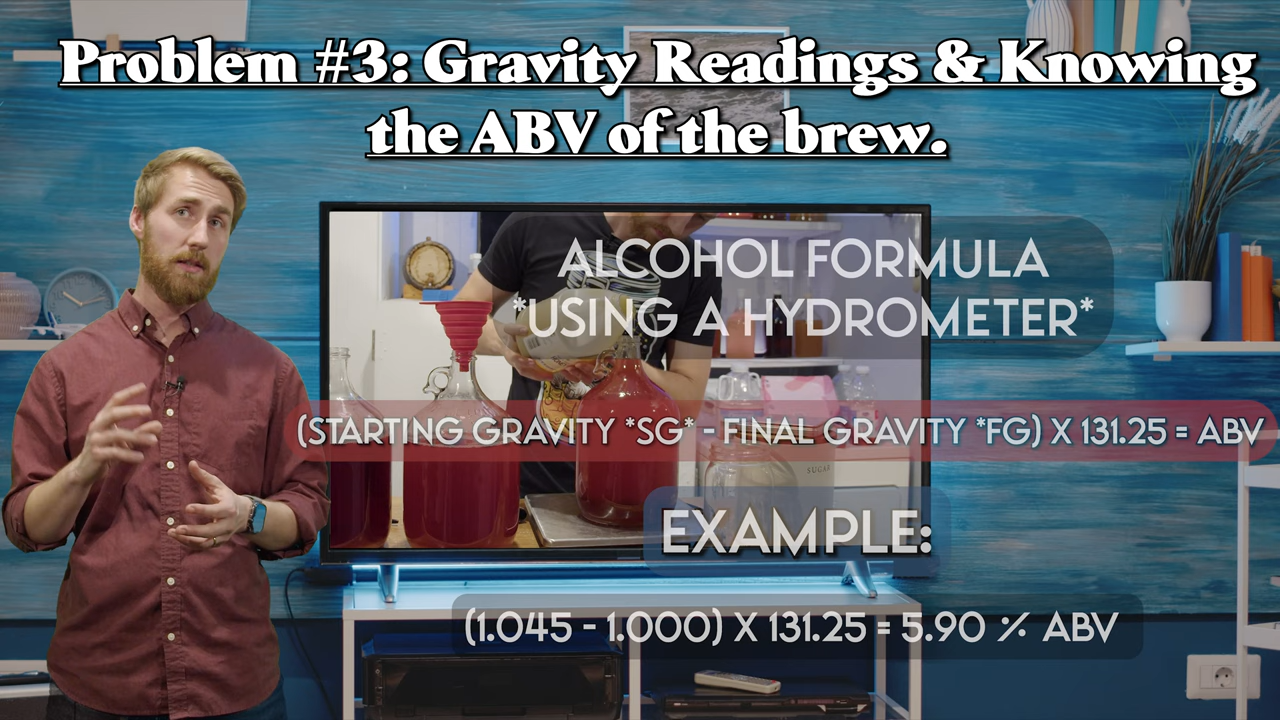 Problem #3: Gravity Readings & Knowing
the ABV of the brew.
ALCOHOL FORMULA
*USING A HYDROMETER*
(STARTING GRAVITY *SG* - FINAL GRAVITY *FG) X 131.25 = ABV
SUGAR
EXAMPLE:
(1.045 - 1.000) X 131.25 = 5.90 % ABV